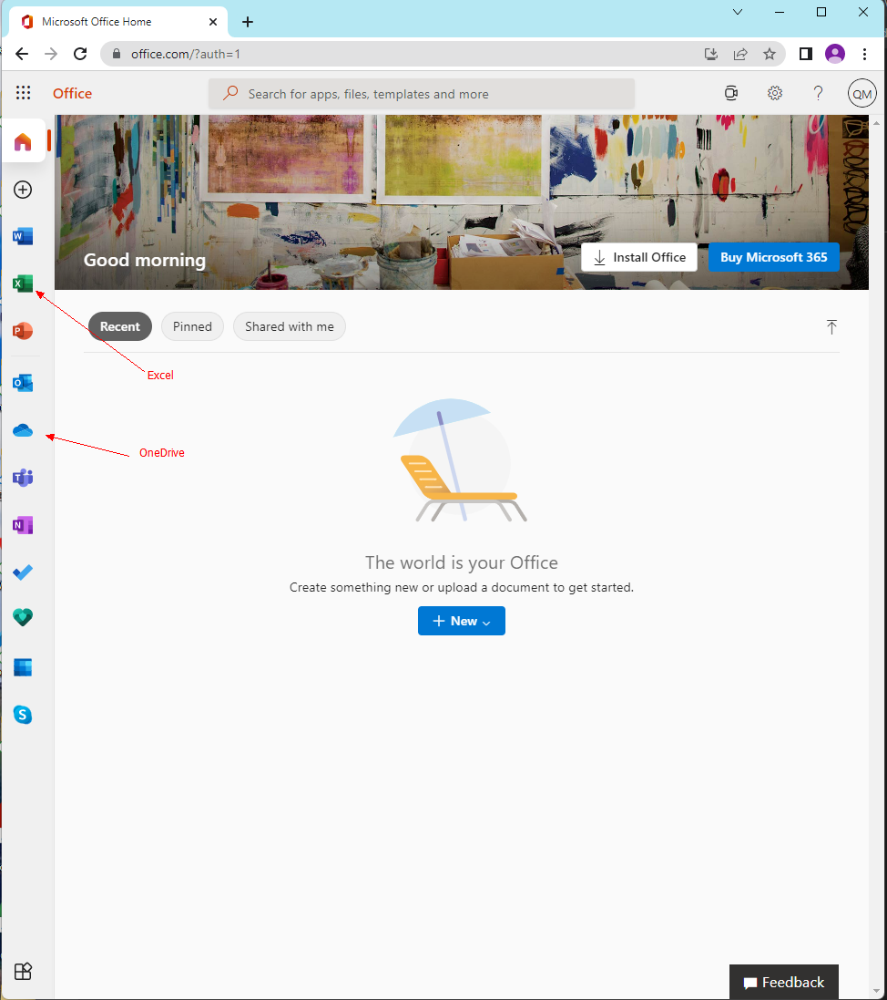 Microsoft Office Home
office.com/?auth=1
Office
Search for apps, files, templates and more
?
QM
W
X
P
O
T
N
S
Good morning
Install Office
Buy Microsoft 365
Recent
Pinned
Shared with me
Excel
OneDrive
The world is your Office
Create something new or upload a document to get started.
+ New
Feedback